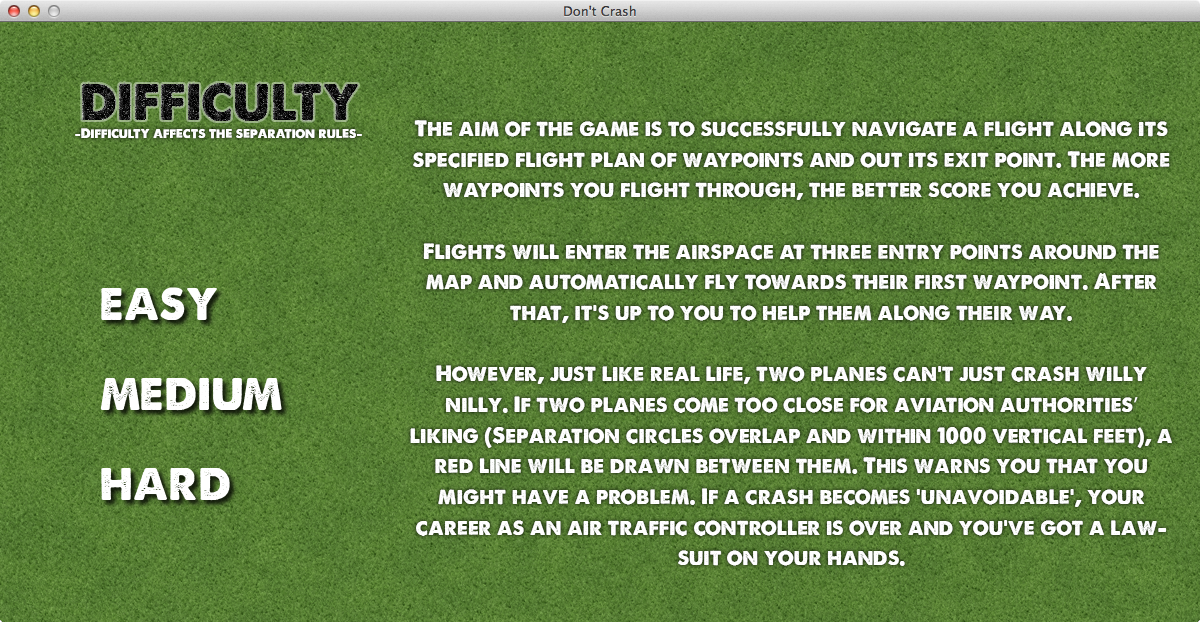 Don't Crash
DIFFICULTY
-Difficulty affects the separation rules-
EASY
MEDIUM
HARD
The aim of the game is to successfully navigate a flight along its
specified flight plan of waypoints and out its exit point. The more
waypoints you flight through, the better score you achieve.
Flights will enter the airspace at three entry points around the
map and automatically fly towards their first waypoint. After
that, it's up to you to help them along their way.
However, just like real life, two planes can't just crash willy
nilly. If two planes come too close for aviation authorities'
liking (Separation circles overlap and within 1000 vertical feet), a
red line will be drawn between them. This warns you that you
might have a problem. If a crash becomes 'unavoidable', your
career as an air traffic controller is over and you've got a law-
suit on your hands.